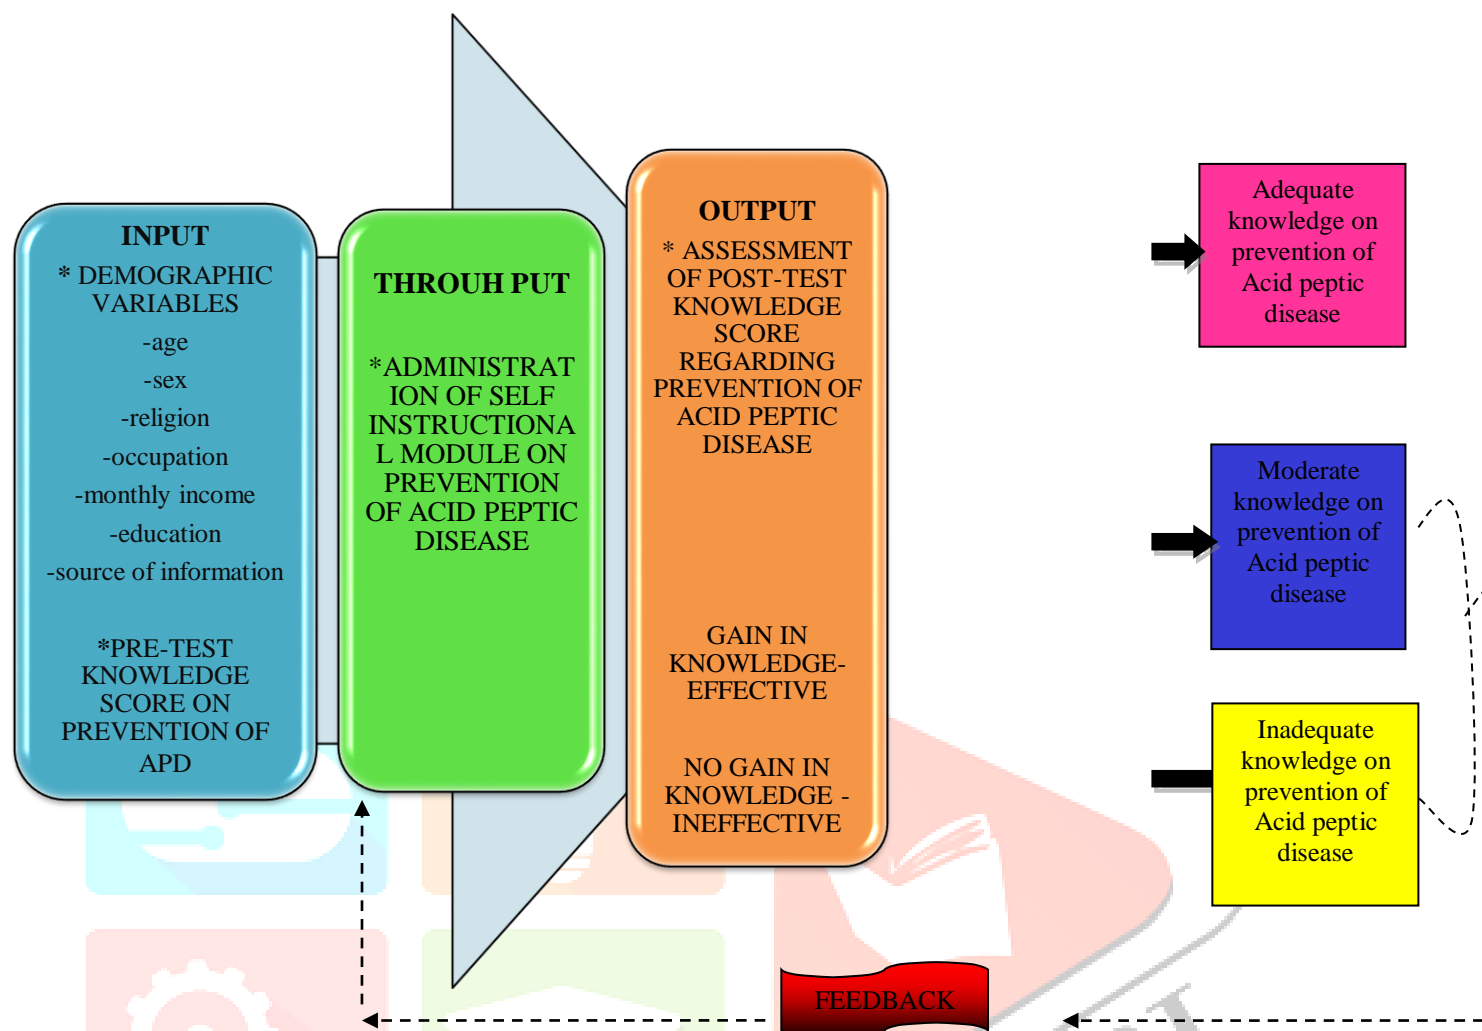 INPUT
* DEMOGRAPHIC
VARIABLES
-age
-sex
-religion
-occupation
-monthly income
-education
-source of information
*PRE-TEST
KNOWLEDGE
SCORE ON
PREVENTION OF
APD
THROUH PUT
*ADMINISTRAT
ION OF SELF
INSTRUCTIONA
L MODULE ON
PREVENTION
OF ACID PEPTIC
DISEASE
OUTPUT
* ASSESSMENT
OF POST-TEST
KNOWLEDGE
SCORE
REGARDING
PREVENTION OF
ACID PEPTIC
DISEASE
GAIN IN
KNOWLEDGE-
EFFECTIVE
NO GAIN IN
KNOWLEDGE -
INEFFECTIVE
Adequate
knowledge on
prevention of
Acid peptic
disease
Moderate
knowledge on
prevention of
Acid peptic
disease
Inadequate
knowledge on
prevention of
Acid peptic
disease
FEEDBACK